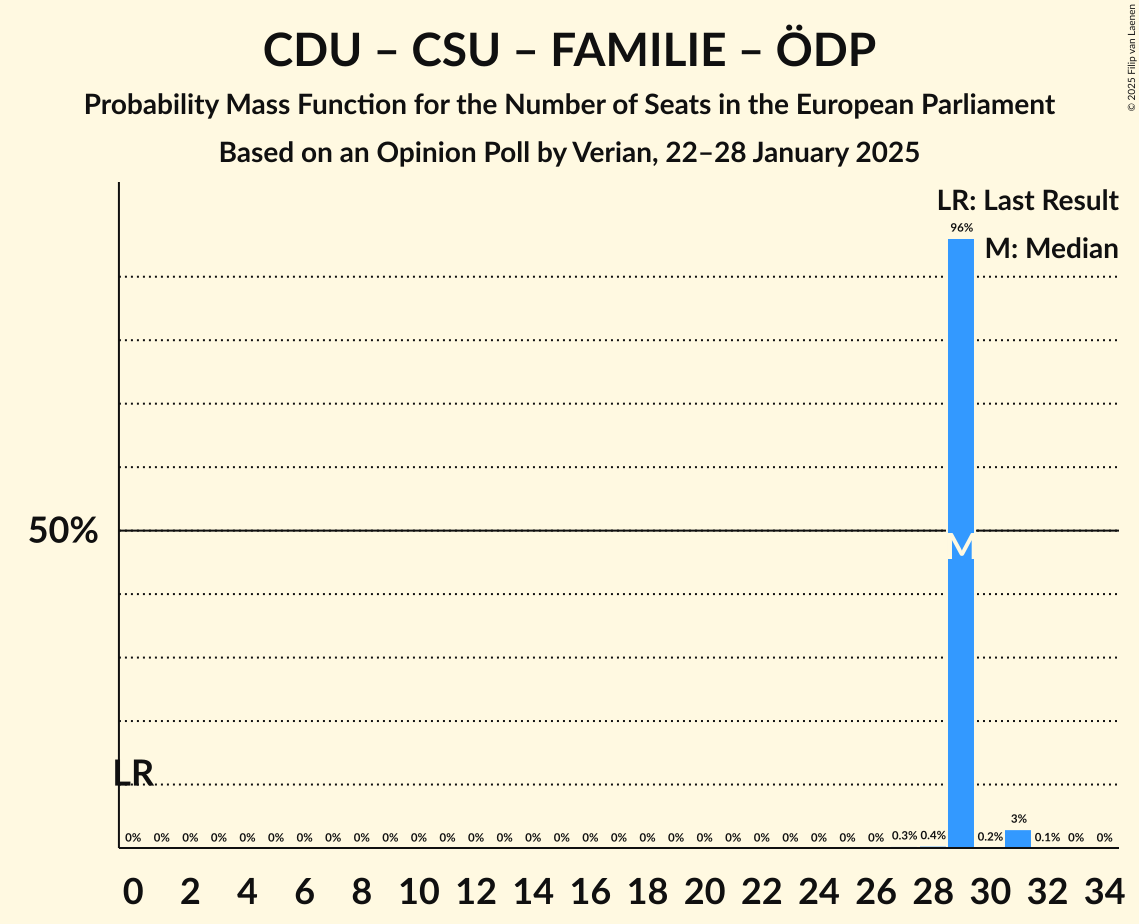 CDU – CSU – FAMILIE – ÖDP
Probability Mass Function for the Number of Seats in the European Parliament
Based on an Opinion Poll by Verian, 22–28 January 2025
© 2025 Filip van Laenen
LR: Last Result
M: Median
96%
50%
M
LR
0% 0% 0% 0% 0% 0% 0% 0% 0% 0% 0% 0% 0% 0% 0% 0% 0% 0% 0% 0% 0% 0% 0% 0% 0% 0% 0% 0.3% 0.4% 0.2% 3% 0.1% 0% 0%
0 2 4 6 8 10 12 14 16 18 20 22 24 26 28 30 32 34